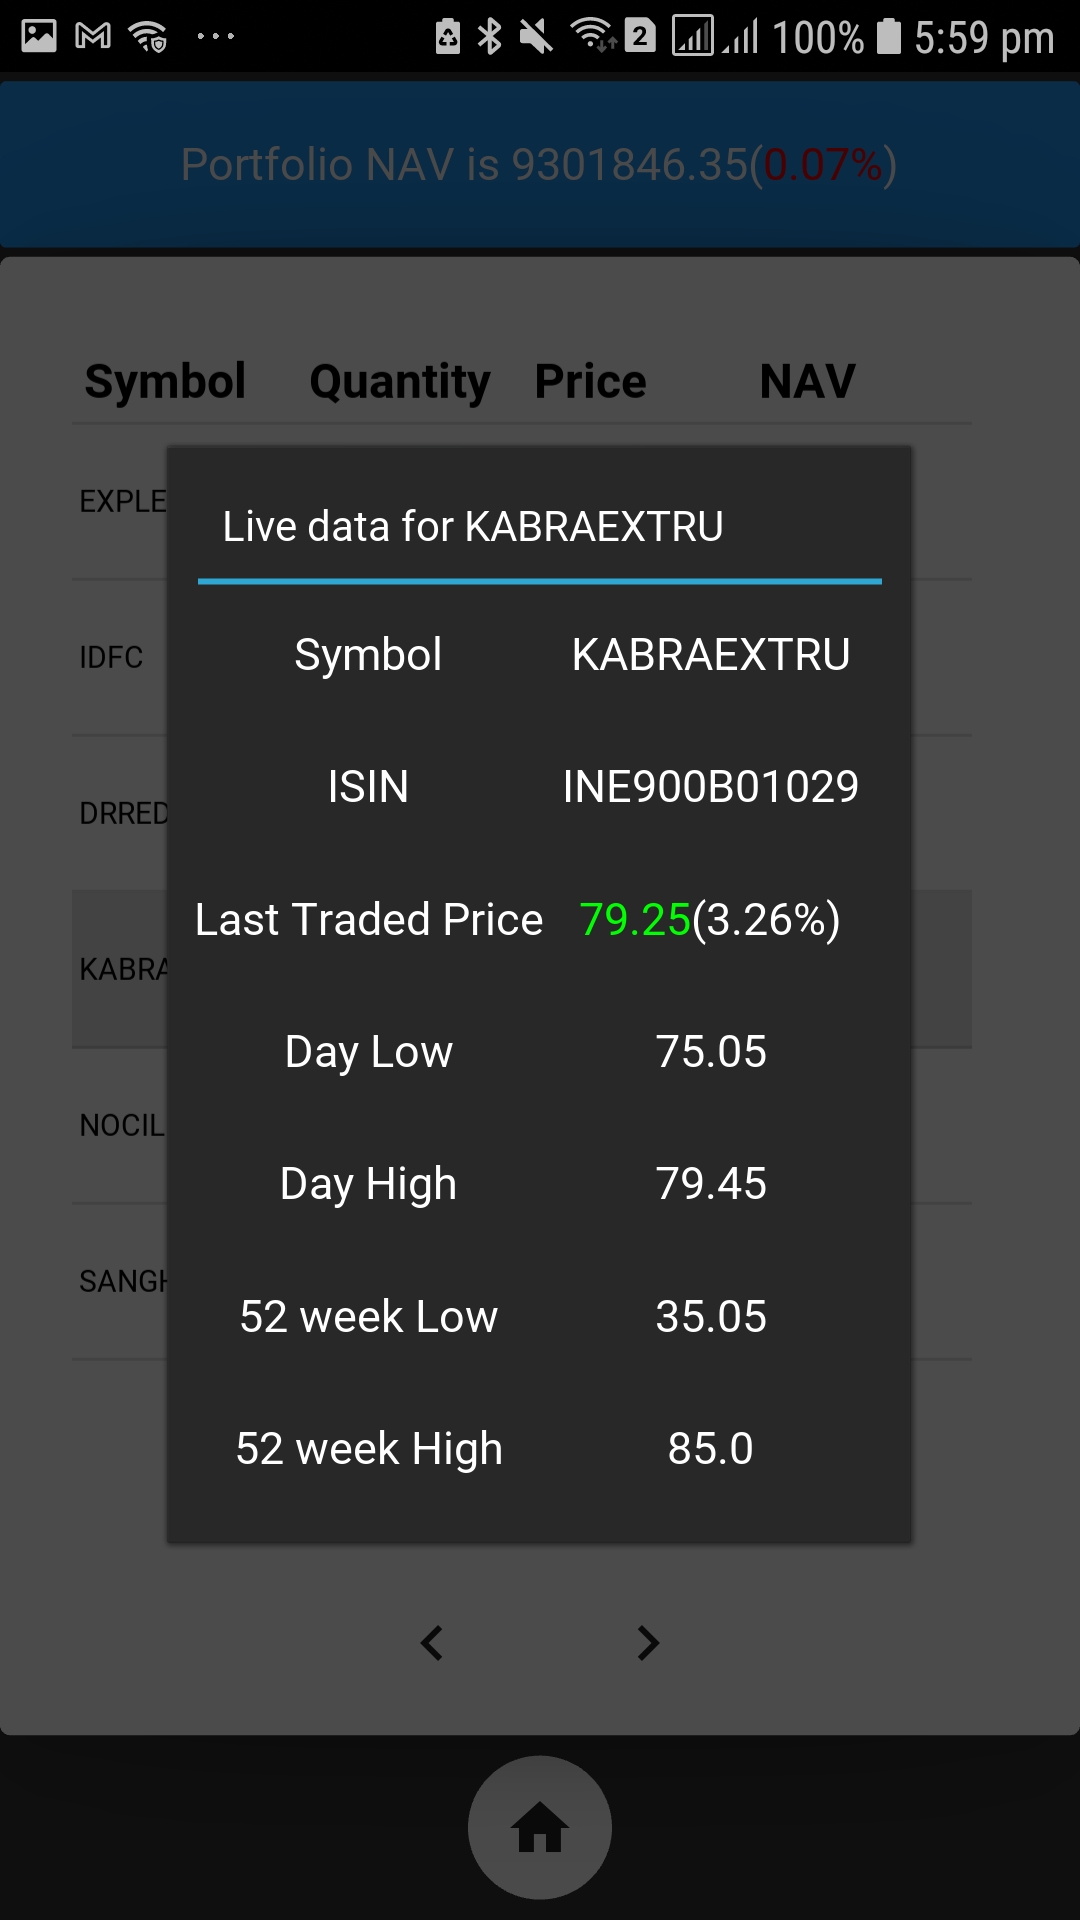 2 100% 5:59 pm
Portfolio NAV is 9301846.35(0.07%)
Symbol Quantity Price NAV
EXPLE
IDFC
DRRED
KABRA
NOCIL
SANGH
Live data for KABRAEXTRU
Symbol KABRAEXTRU
ISIN INE900B01029
Last Traded Price 79.25(3.26%)
Day Low 75.05
Day High 79.45
52 week Low 35.05
52 week High 85.0